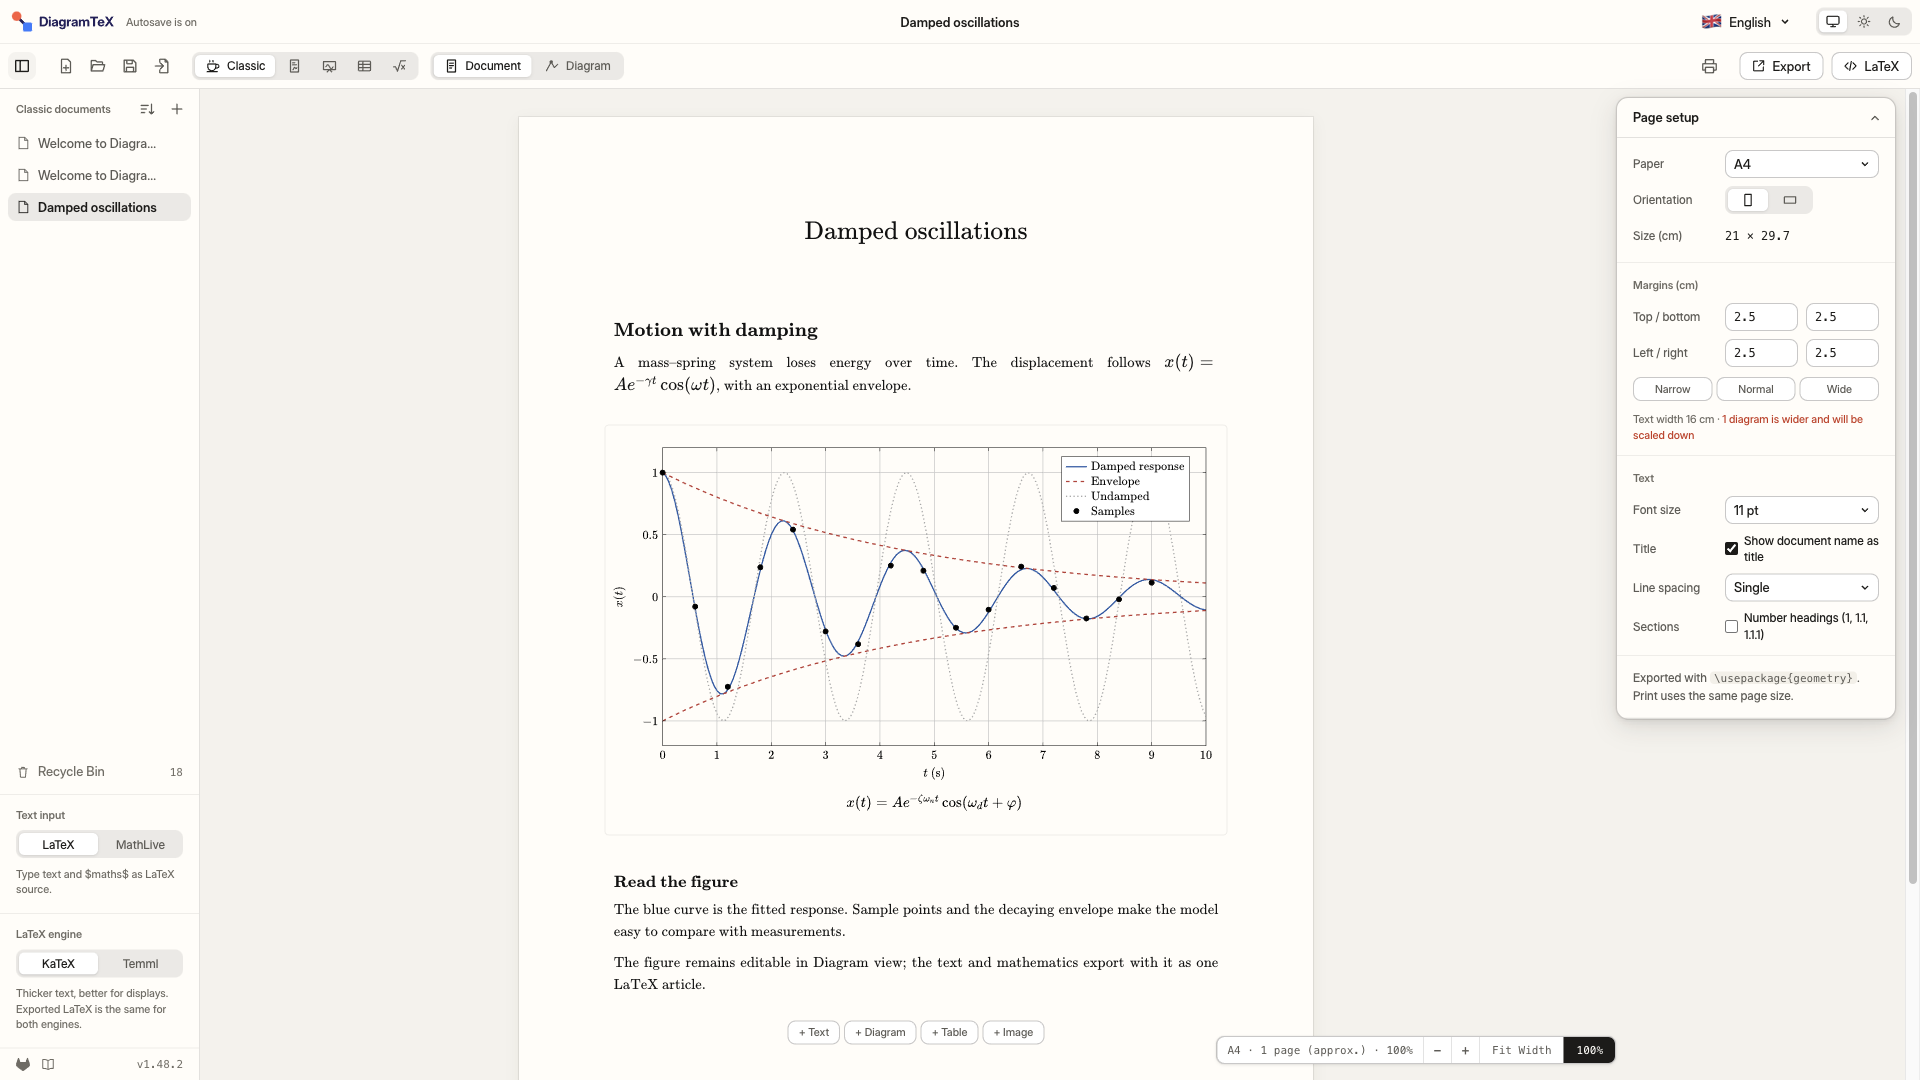 DiagramTeX
Autosave is on
Damped oscillations
English
Classic
Document
Diagram
Export
LaTeX
Classic documents
Welcome to Diagra...
Welcome to Diagra...
Damped oscillations
Recycle Bin
18
Text input
LaTeX
MathLive
Type text and $maths$ as LaTeX
source.
LaTeX engine
KaTeX
Temml
Thicker text, better for displays.
Exported LaTeX is the same for
both engines.
v1.48.2
Damped oscillations
Motion with damping
A mass–spring system loses energy over time. The displacement follows x(t) =
Ae^{−γt} cos(ωt), with an exponential envelope.
Damped response
Envelope
Undamped
Samples
1
0.5
0
−0.5
−1
x(t)
0 1 2 3 4 5 6 7 8 9 10
t (s)
x(t) = Ae^{−ζω_n t} cos(ω_d t + φ)
Read the figure
The blue curve is the fitted response. Sample points and the decaying envelope make the model
easy to compare with measurements.
The figure remains editable in Diagram view; the text and mathematics export with it as one
LaTeX article.
+ Text
+ Diagram
+ Table
+ Image
A4 · 1 page (approx.) · 100%
−
+
Fit Width
100%
Page setup
Paper
A4
Orientation
Size (cm)
21 × 29.7
Margins (cm)
Top / bottom
2.5
2.5
Left / right
2.5
2.5
Narrow
Normal
Wide
Text width 16 cm · 1 diagram is wider and will be
scaled down
Text
Font size
11 pt
Title
Show document name as
title
Line spacing
Single
Sections
Number headings (1, 1.1,
1.1.1)
Exported with \usepackage{geometry}.
Print uses the same page size.